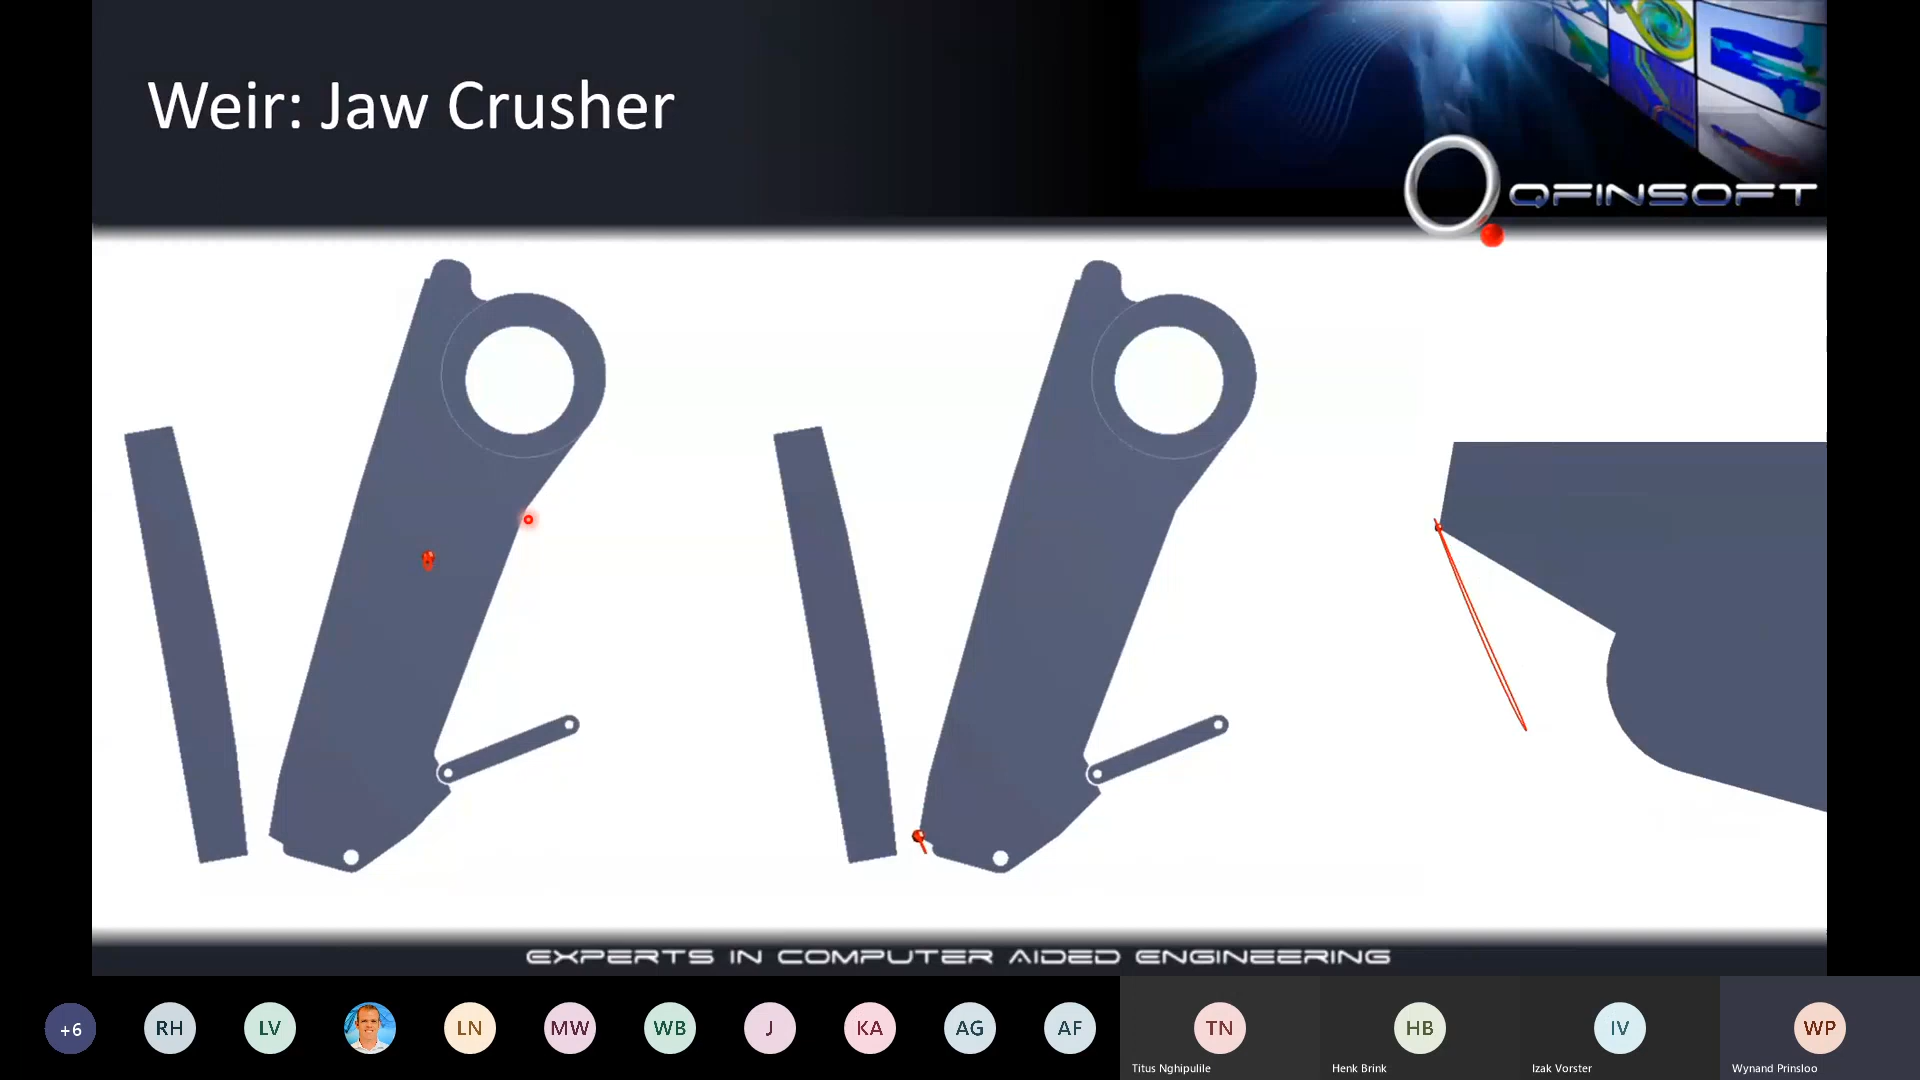 Weir: Jaw Crusher
QFINSOFT
EXPERTS IN COMPUTER AIDED ENGINEERING
+6
RH
LV
LN
MW
WB
J
KA
AG
AF
TN
HB
IV
WP
Titus Nghipulile
Henk Brink
Izak Vorster
Wynand Prinsloo